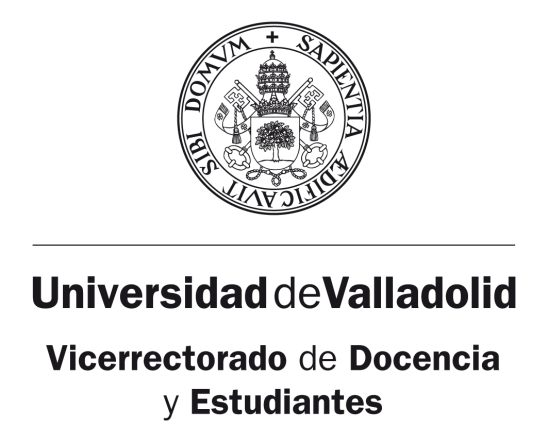 SAPIENTIA ÆDIFICAVIT SIBI DOMVM +
Universidad de Valladolid
Vicerrectorado de Docencia
y Estudiantes